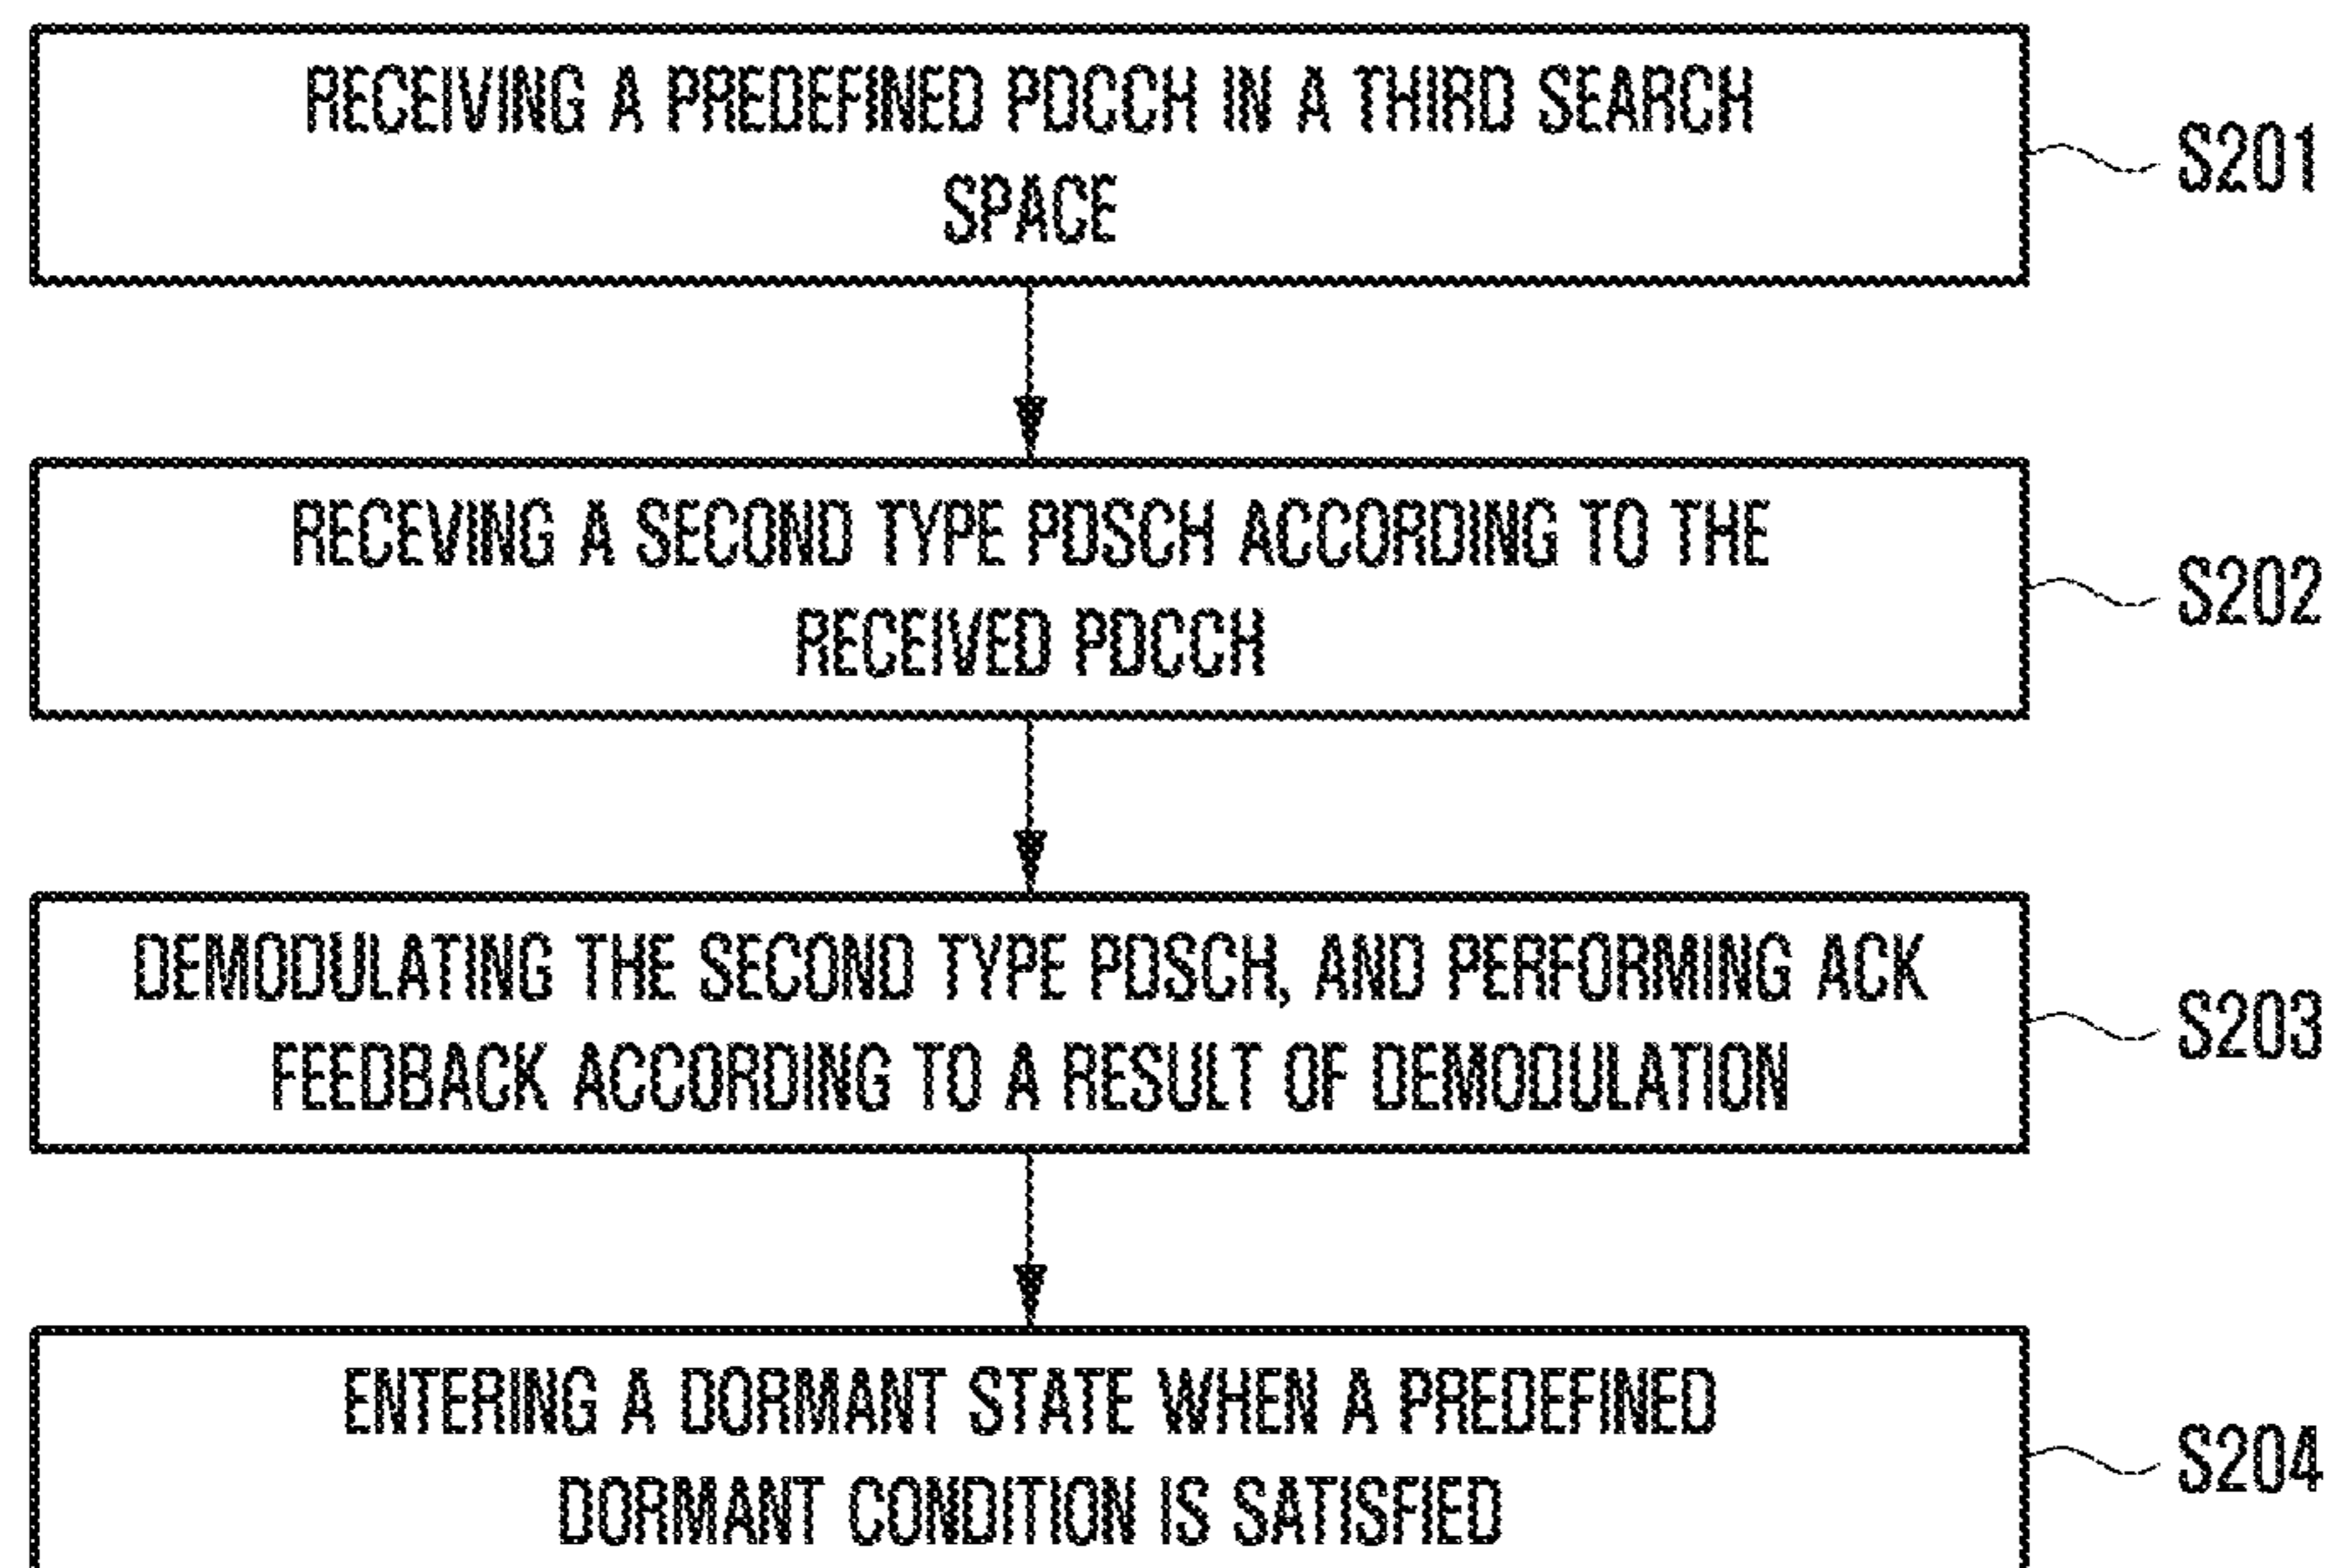 RECEIVING A PREDEFINED PDCCH IN A THIRD SEARCH
SPACE
S201
RECEVING A SECOND TYPE PDSCH ACCORDING TO THE
RECEIVED PDCCH
S202
DEMODULATING THE SECOND TYPE PDSCH, AND PERFORMING ACK
FEEDBACK ACCORDING TO A RESULT OF DEMODULATION
S203
ENTERING A DORMANT STATE WHEN A PREDEFINED
DORMANT CONDITION IS SATISFIED
S204